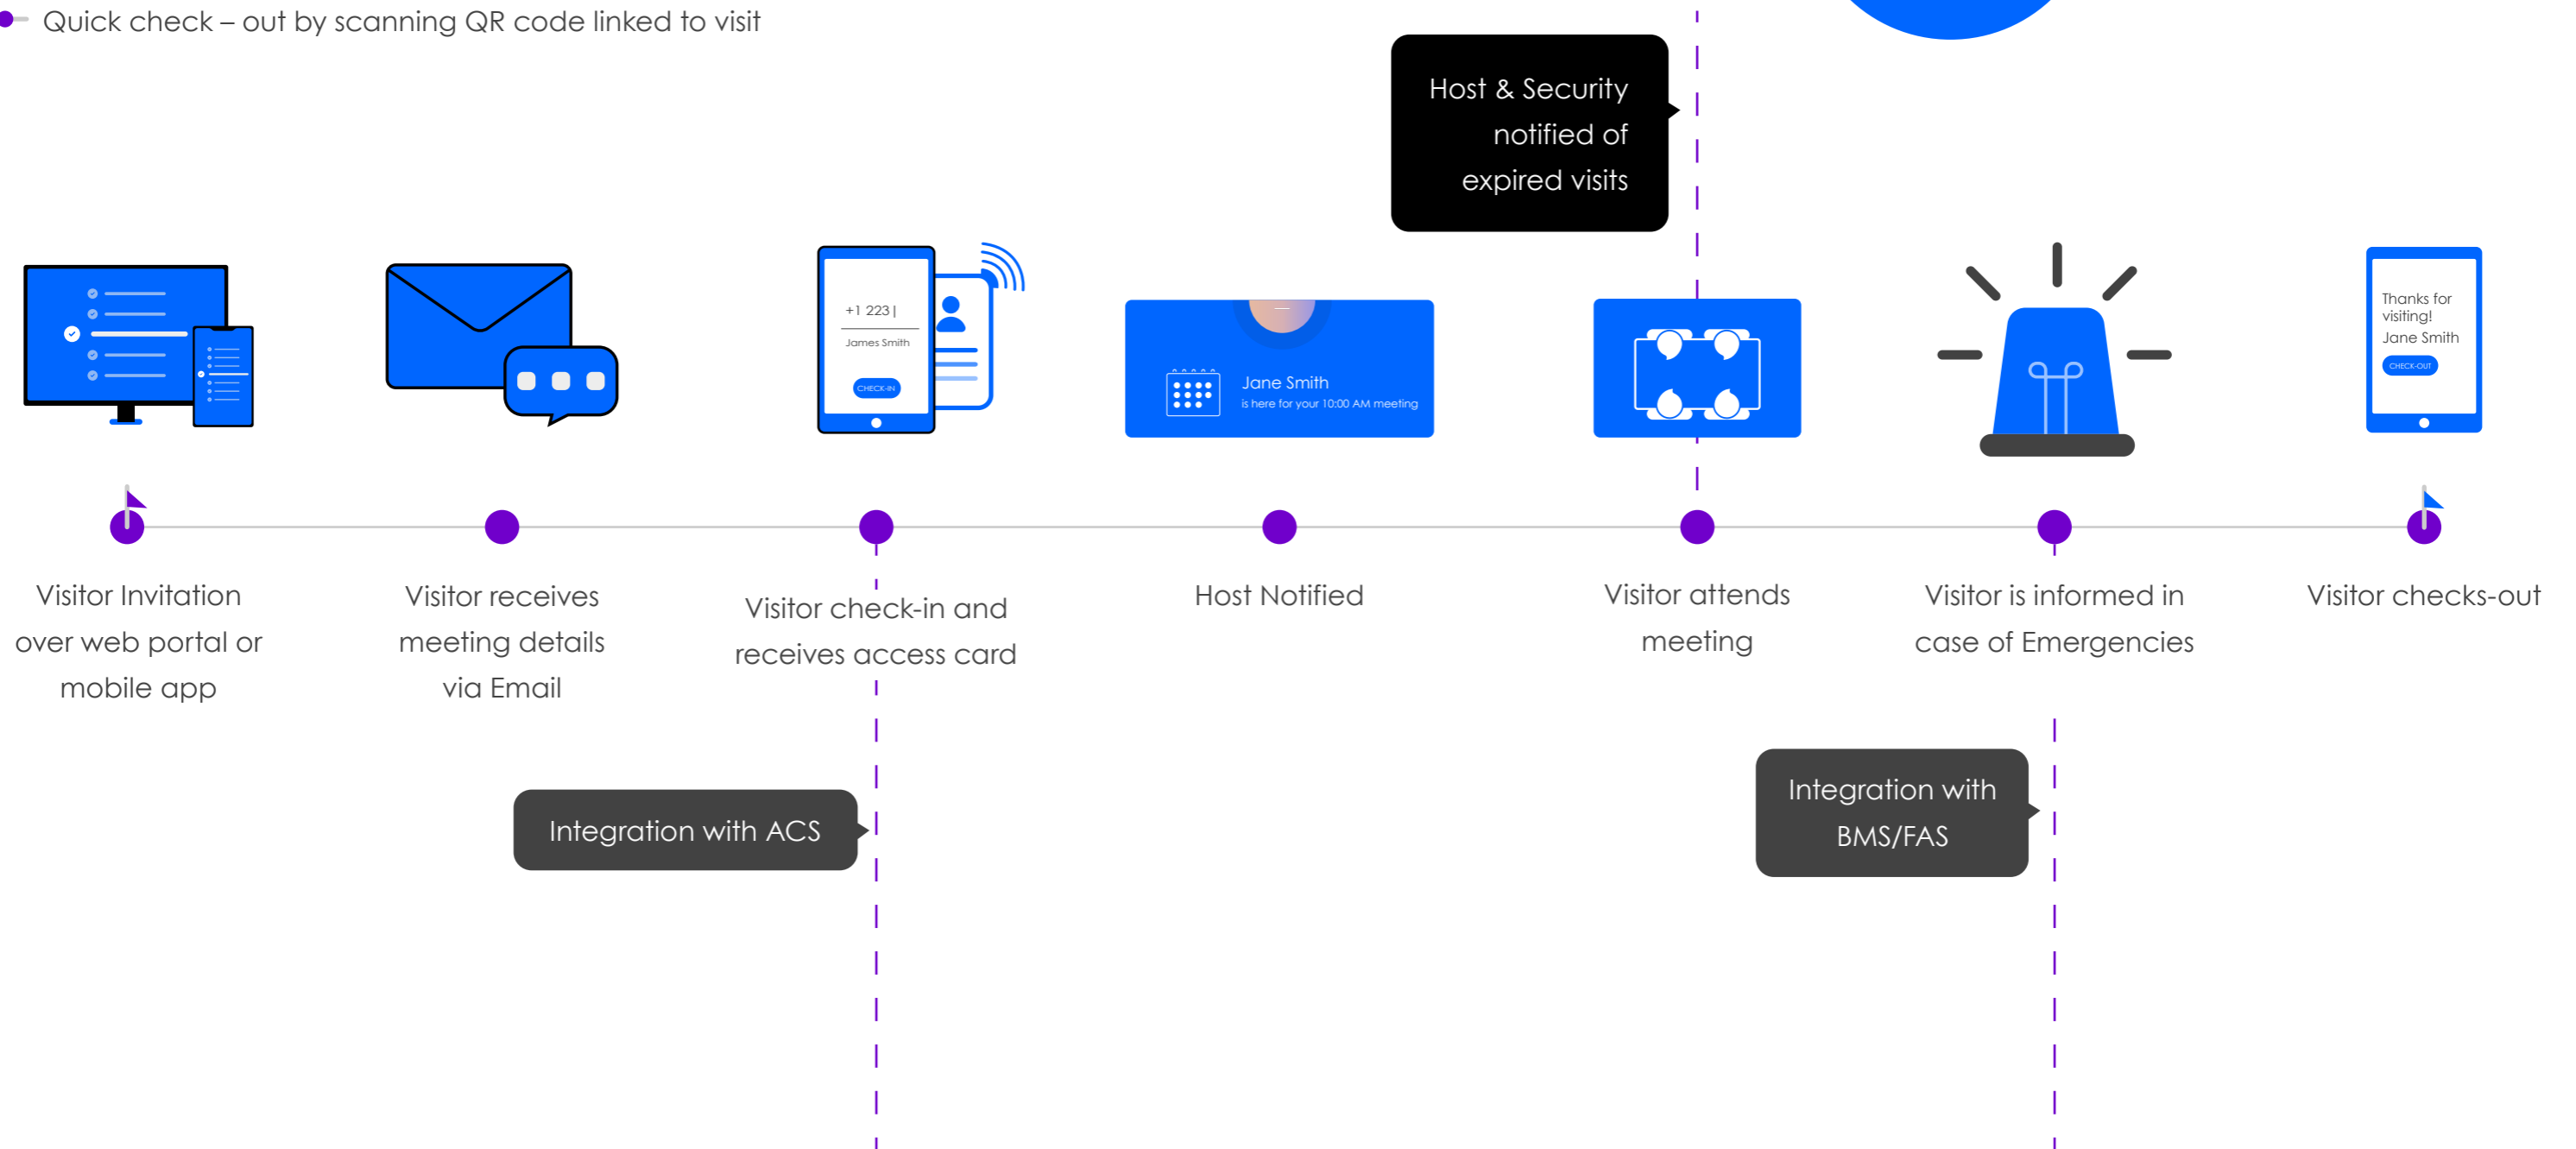 Quick check – out by scanning QR code linked to visit
Host & Security
notified of
expired visits
+1 223|
James Smith
CHECK-IN
Jane Smith
is here for your 10:00 AM meeting
Thanks for
visiting!
Jane Smith
CHECK-OUT
Visitor Invitation
over web portal or
mobile app
Visitor receives
meeting details
via Email
Visitor check-in and
receives access card
Host Notified
Visitor attends
meeting
Visitor is informed in
case of Emergencies
Visitor checks-out
Integration with ACS
Integration with
BMS/FAS